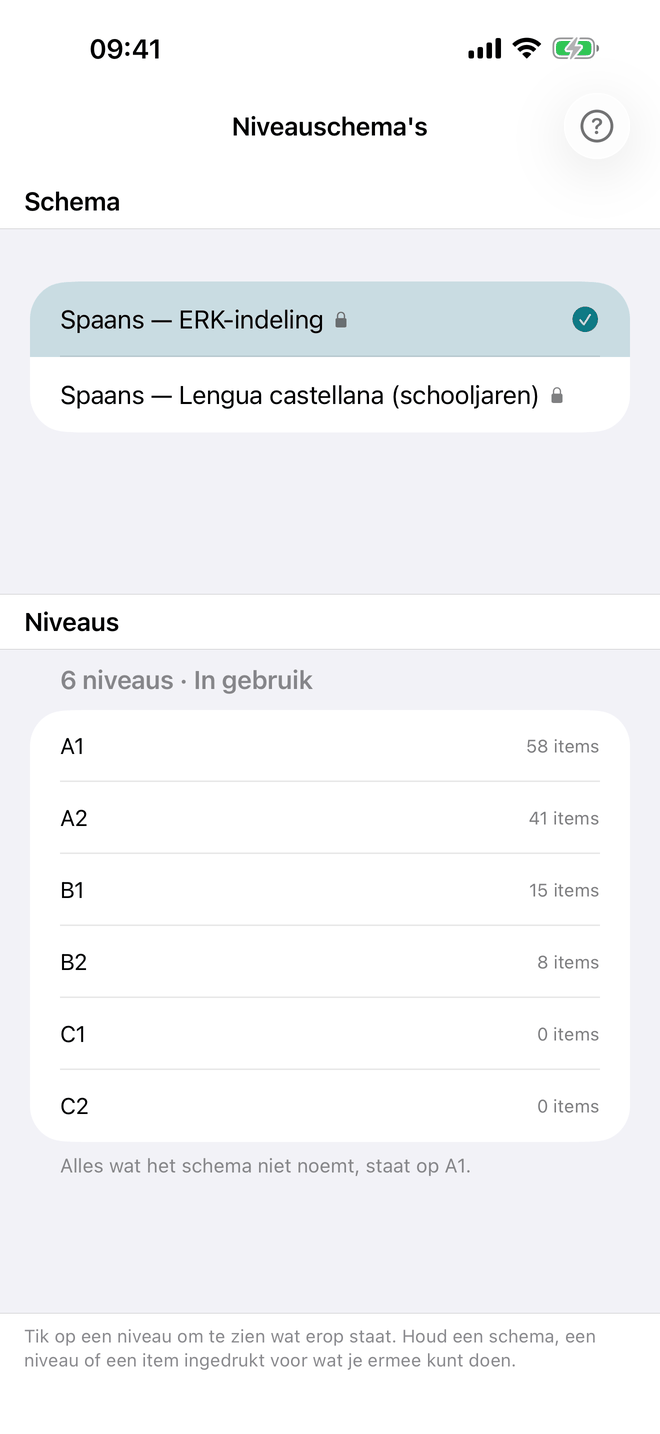 09:41
Niveauschema's
Schema
Spaans — ERK-indeling
Spaans — Lengua castellana (schooljaren)
Niveaus
6 niveaus · In gebruik
A1 58 items
A2 41 items
B1 15 items
B2 8 items
C1 0 items
C2 0 items
Alles wat het schema niet noemt, staat op A1.
Tik op een niveau om te zien wat erop staat. Houd een schema, een
niveau of een item ingedrukt voor wat je ermee kunt doen.